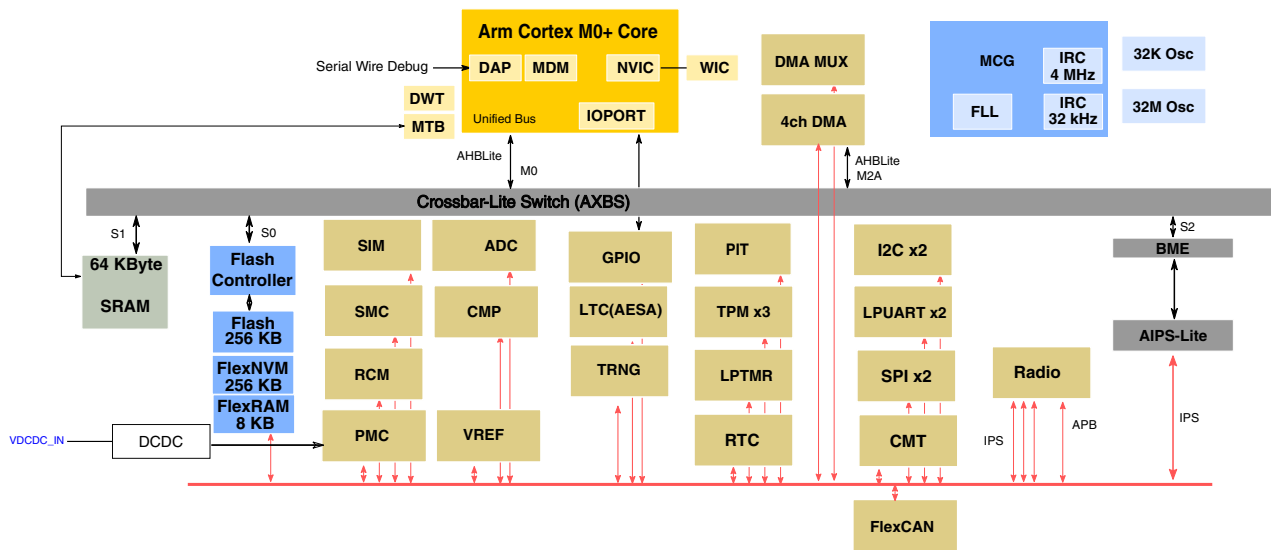 Arm Cortex M0+ Core
Serial Wire Debug
DAP
MDM
NVIC
WIC
DWT
MTB
Unified Bus
IOPORT
DMA MUX
4ch DMA
MCG
IRC
4 MHz
FLL
IRC
32 kHz
32K Osc
32M Osc
AHBLite
M0
AHBLite
M2A
Crossbar-Lite Switch (AXBS)
S1
S0
S2
64 KByte
SRAM
Flash
Controller
Flash
256 KB
FlexNVM
256 KB
FlexRAM
8 KB
SIM
SMC
RCM
PMC
ADC
CMP
VREF
GPIO
LTC(AESA)
TRNG
PIT
TPM x3
LPTMR
RTC
I2C x2
LPUART x2
SPI x2
CMT
Radio
BME
AIPS-Lite
VDCDC_IN
DCDC
IPS
APB
IPS
FlexCAN